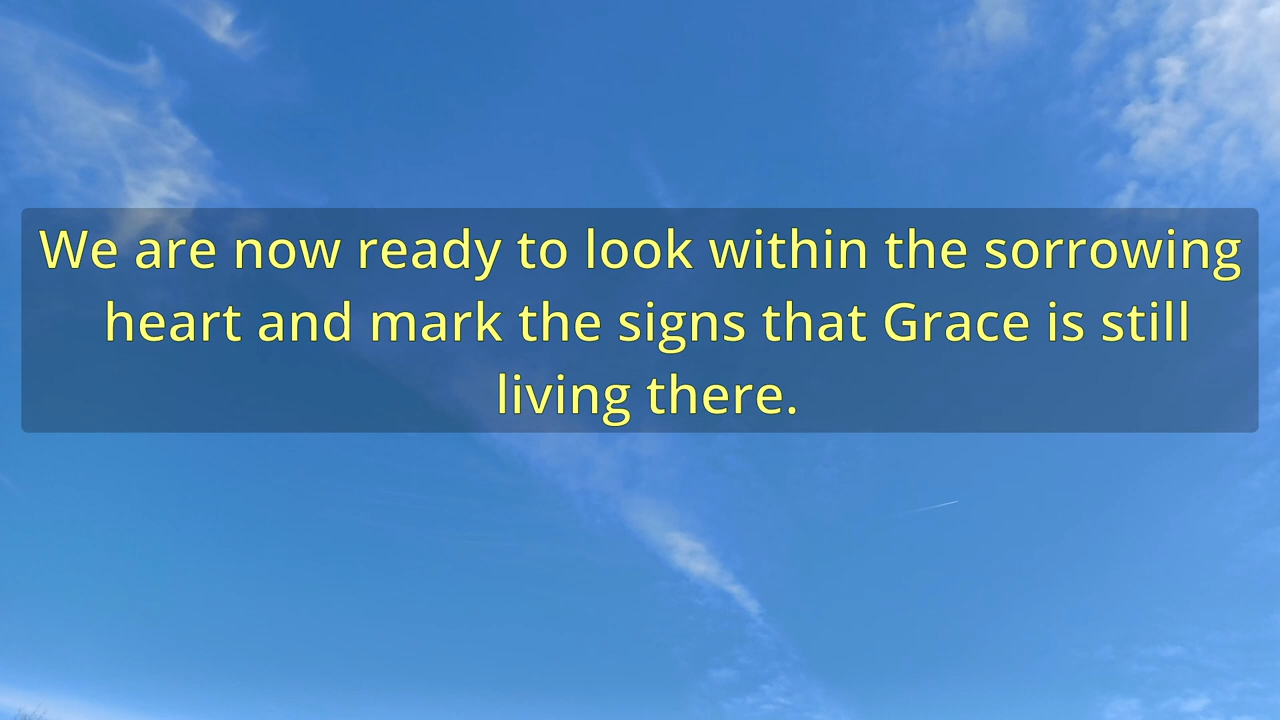 We are now ready to look within the sorrowing
heart and mark the signs that Grace is still
living there.